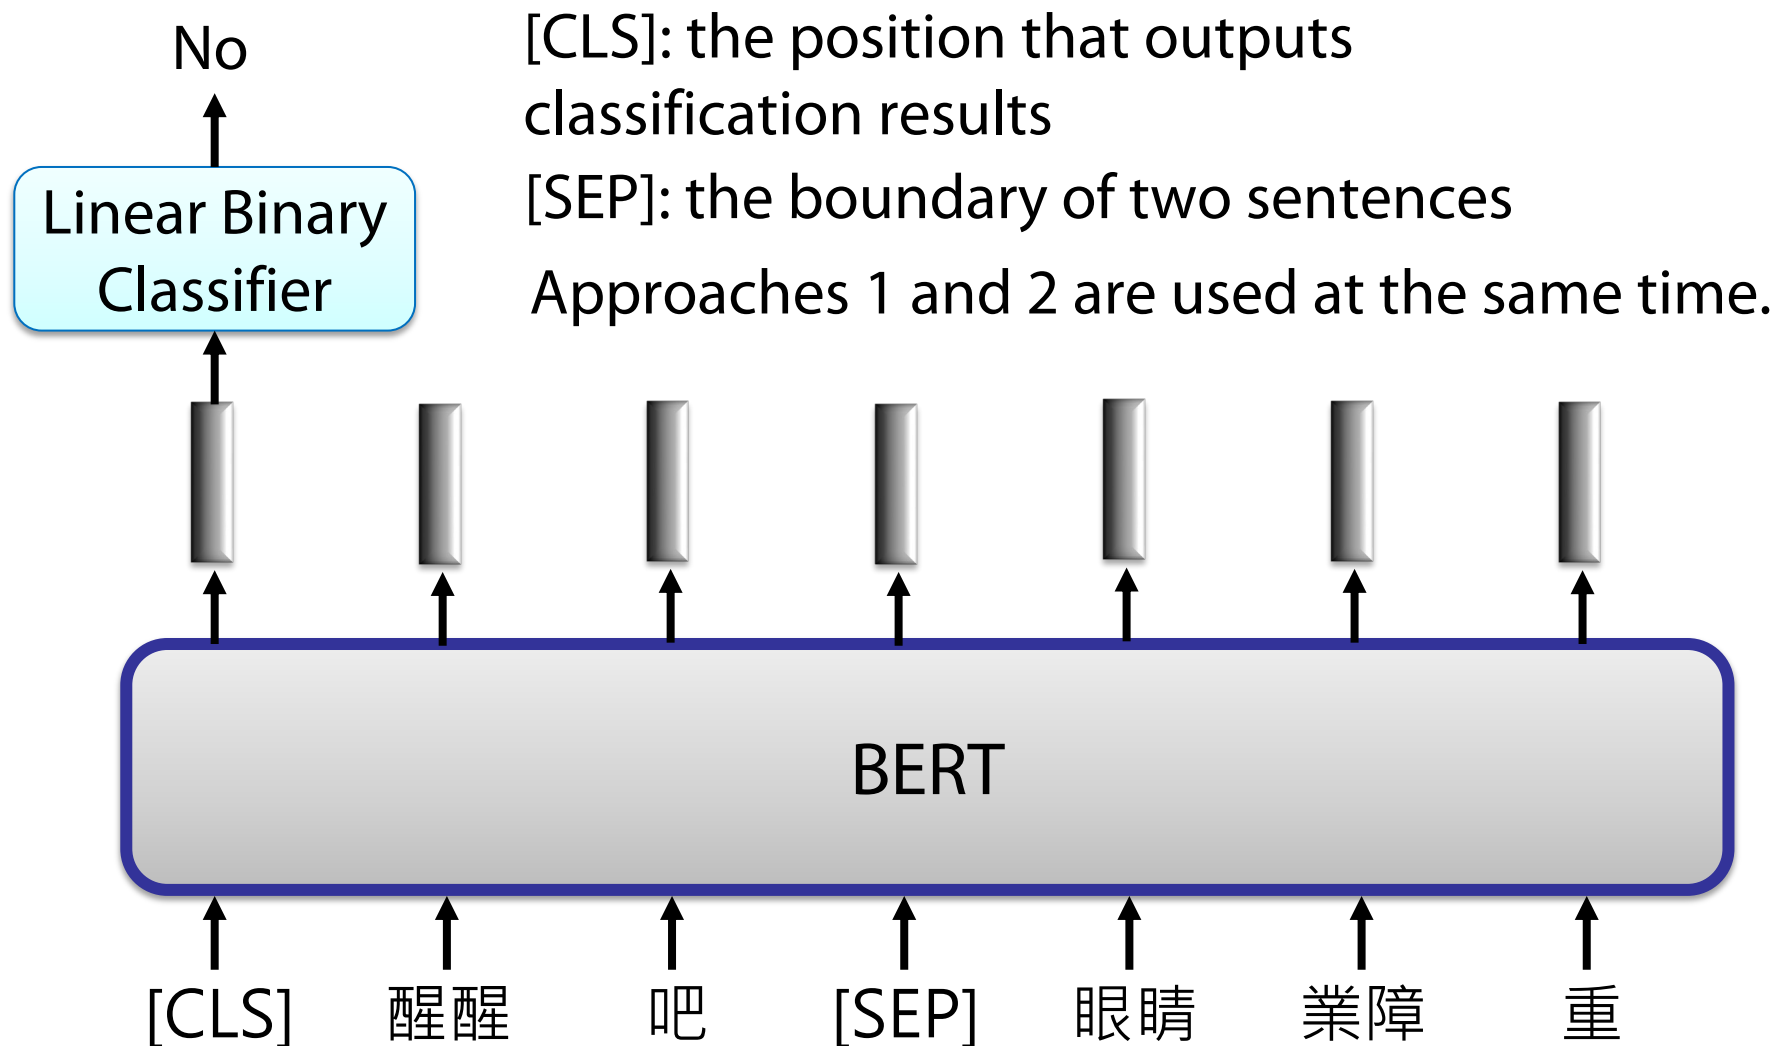 No
[CLS]: the position that outputs
classification results
[SEP]: the boundary of two sentences
Approaches 1 and 2 are used at the same time.
Linear Binary
Classifier
BERT
[CLS] 醒醒 吧 [SEP] 眼睛 業障 重